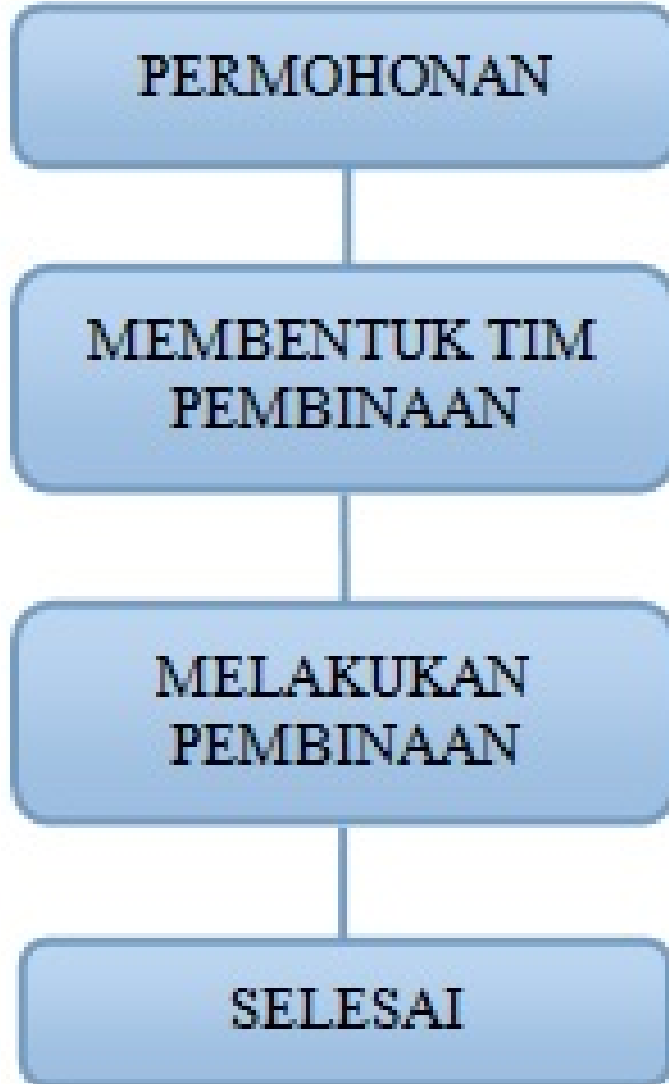 PERMOHONAN
MEMBENTUK TIM
PEMBINAAN
MELAKUKAN
PEMBINAAN
SELESAI